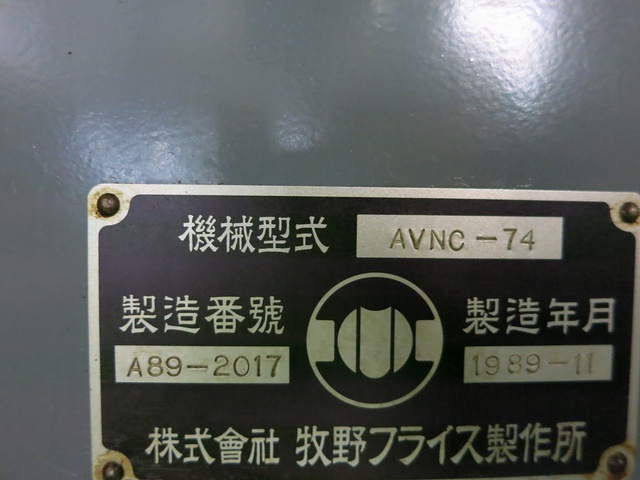 機械型式 AVNC-74
製造番號 製造年月
A89-2017 1989-11
株式會社 牧野フライス製作所